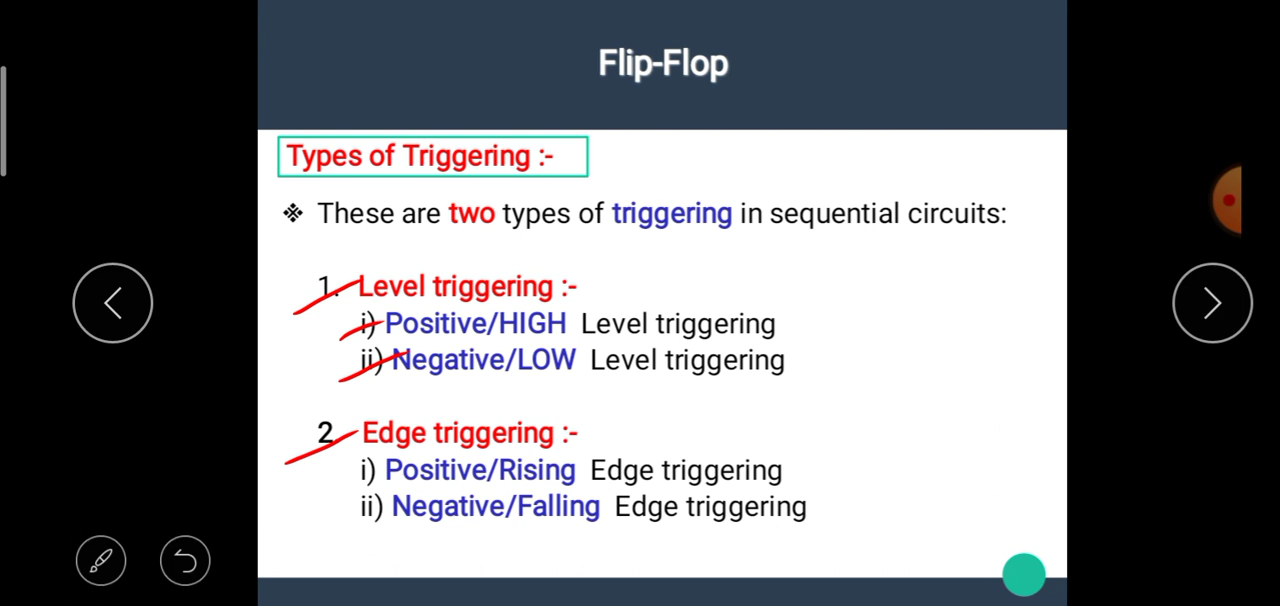 Flip-Flop
Types of Triggering :-
❖ These are two types of triggering in sequential circuits:
1. Level triggering :-
i) Positive/HIGH Level triggering
ii) Negative/LOW Level triggering
2. Edge triggering :-
i) Positive/Rising Edge triggering
ii) Negative/Falling Edge triggering